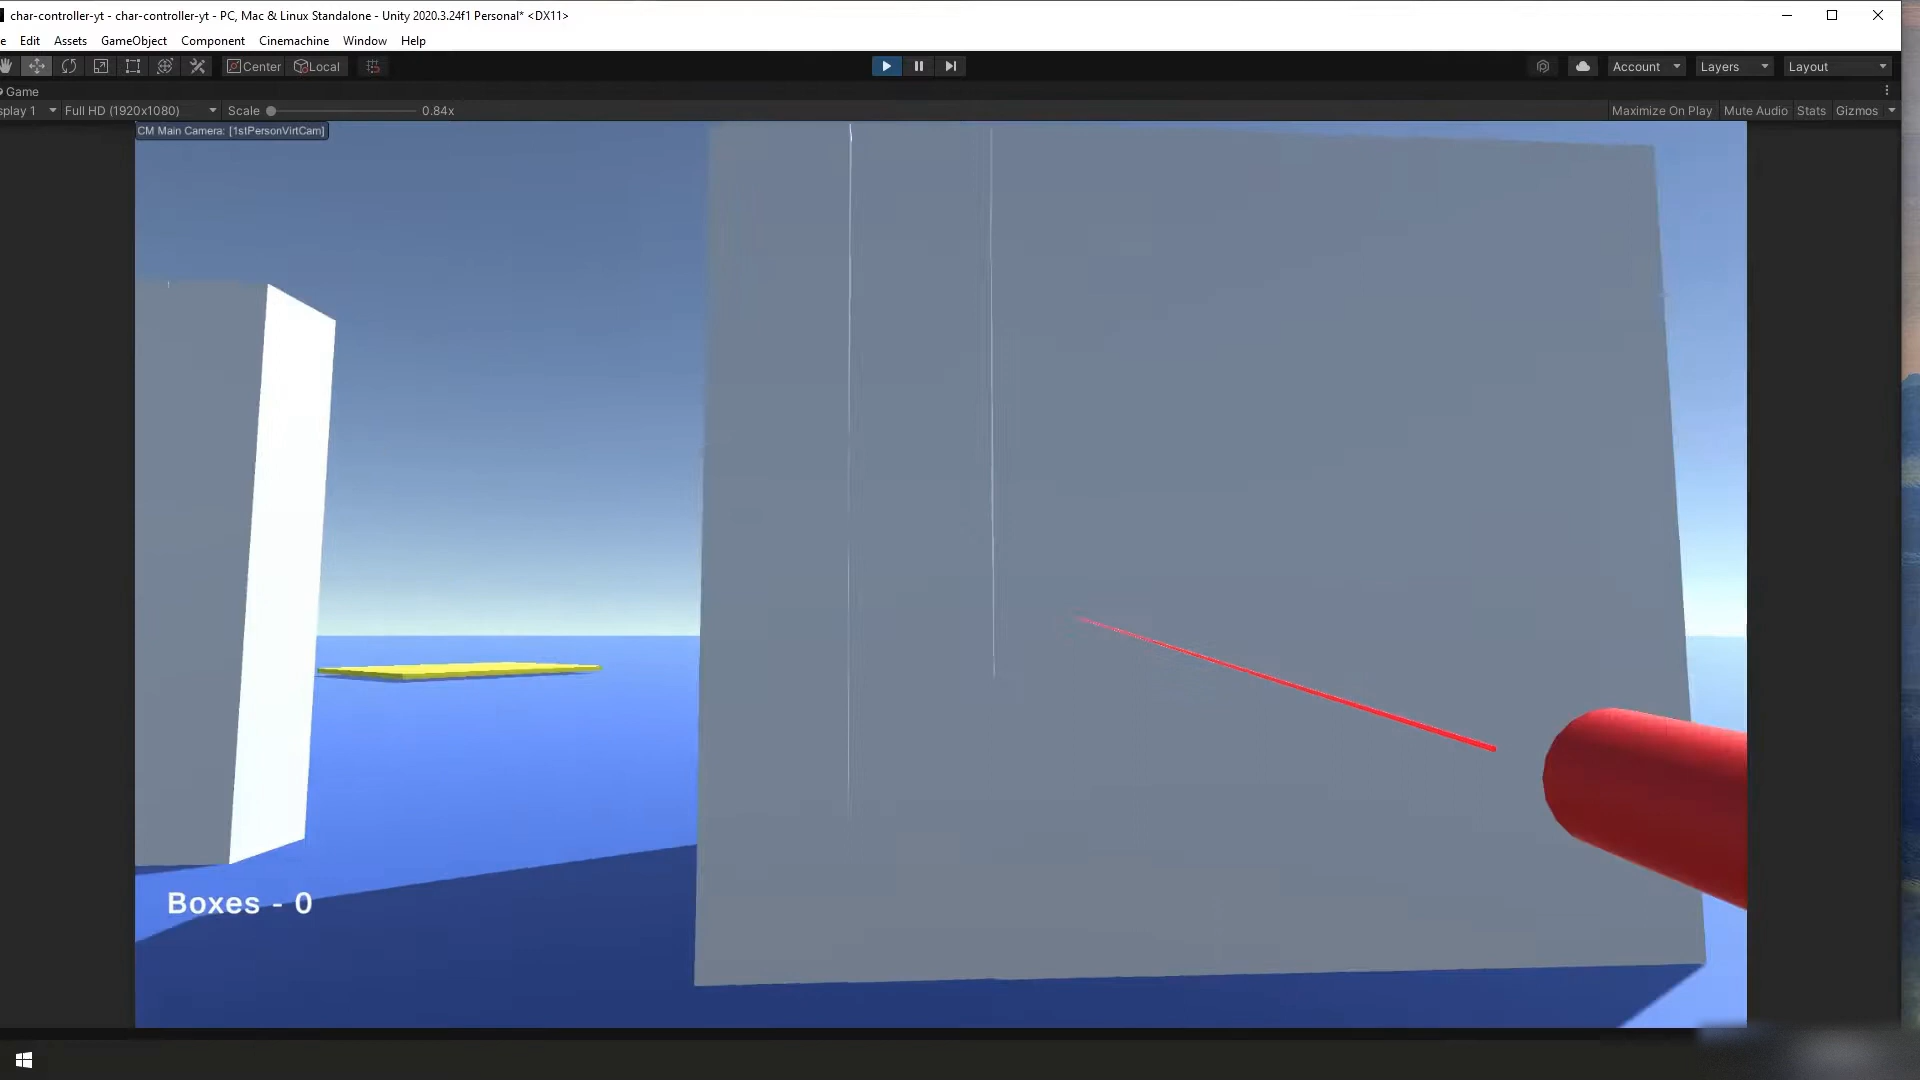 char-controller-yt - char-controller-yt - PC, Mac & Linux Standalone - Unity 2020.3.24f1 Personal* <DX11>
e Edit Assets GameObject Component Cinemachine Window Help
Center Local Account Layers Layout
Game
splay 1 Full HD (1920x1080) Scale 0.84x Maximize On Play Mute Audio Stats Gizmos
CM Main Camera: [1stPersonVirtCam]
Boxes - 0